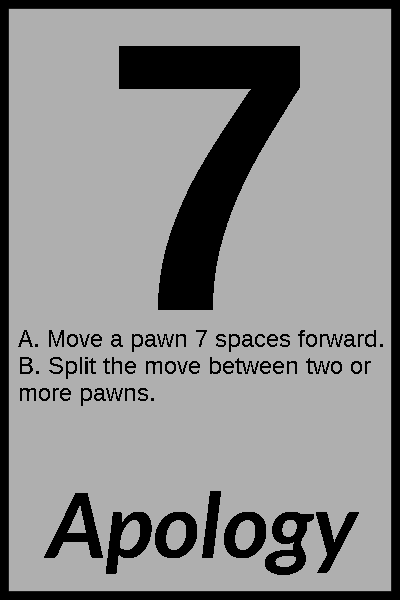 7
A. Move a pawn 7 spaces forward.
B. Split the move between two or
more pawns.
Apology